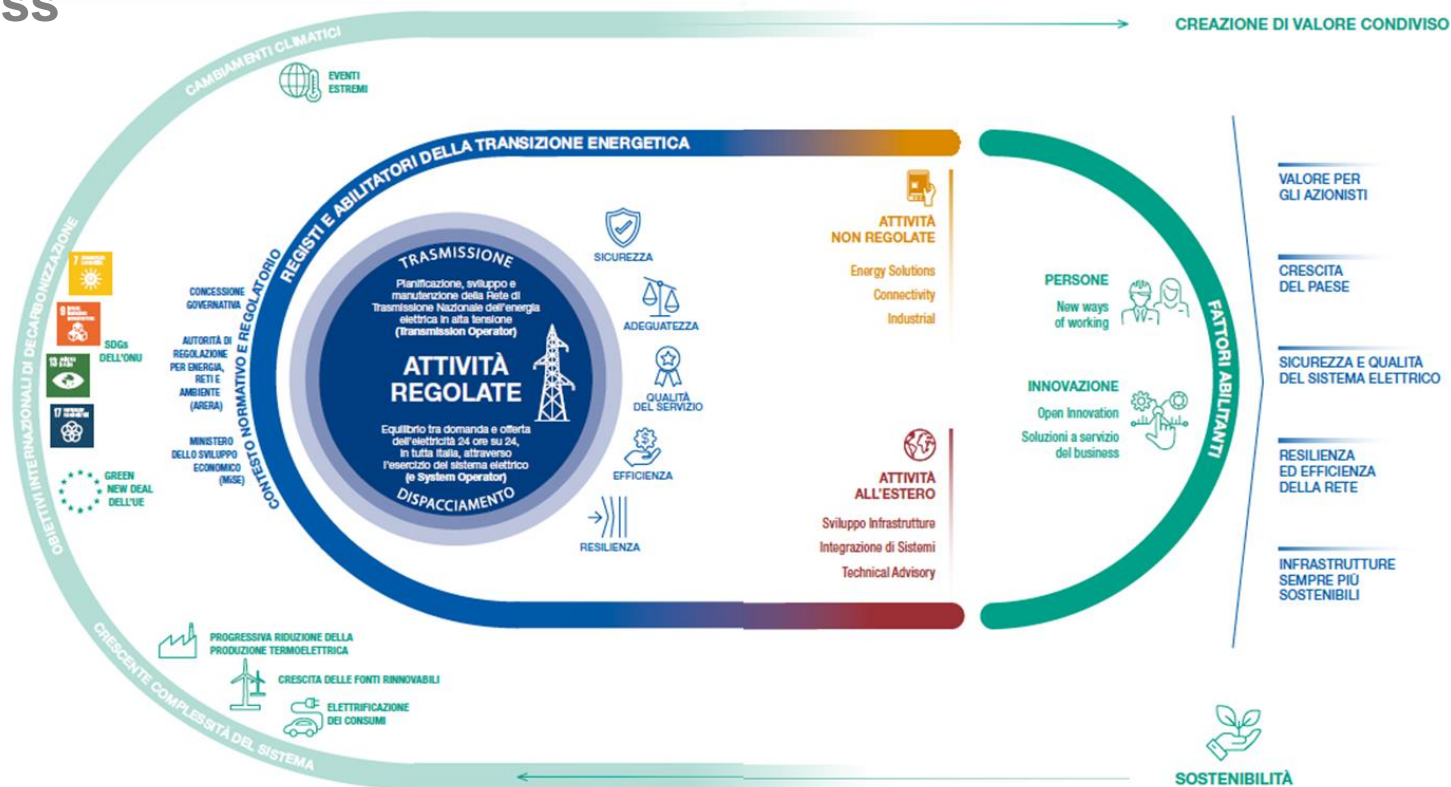 ss
CREAZIONE DI VALORE CONDIVISO
CAMBIAMENTI CLIMATICI
EVENTI
ESTREMI
OBIETTIVI INTERNAZIONALI DI DECARBONIZZAZIONE
7
9
13
17
SDGs
DELL'ONU
GREEN
NEW DEAL
DELL'UE
CRESCENTE COMPLESSITÀ DEL SISTEMA
PROGRESSIVA RIDUZIONE DELLA
PRODUZIONE TERMOELETTRICA
CRESCITA DELLE FONTI RINNOVABILI
ELETTRIFICAZIONE
DEI CONSUMI
CONTESTO NORMATIVO E REGOLATORIO
CONCESSIONE
GOVERNATIVA
AUTORITÀ DI
REGOLAZIONE
PER ENERGIA,
RETI E
AMBIENTE
(ARERA)
MINISTERO
DELLO SVILUPPO
ECONOMICO
(MiSE)
REGISTI E ABILITATORI DELLA TRANSIZIONE ENERGETICA
TRASMISSIONE
Pianificazione, sviluppo e
manutenzione della Rete di
Trasmissione Nazionale dell'energia
elettrica in alta tensione
(Transmission Operator)
ATTIVITÀ
REGOLATE
Equilibrio tra domanda e offerta
dell'elettricità 24 ore su 24,
in tutta Italia, attraverso
l'esercizio del sistema elettrico
(e System Operator)
DISPACCIAMENTO
SICUREZZA
ADEGUATEZZA
QUALITÀ
DEL SERVIZIO
EFFICIENZA
RESILIENZA
ATTIVITÀ
NON REGOLATE
Energy Solutions
Connectivity
Industrial
ATTIVITÀ
ALL'ESTERO
Sviluppo Infrastrutture
Integrazione di Sistemi
Technical Advisory
PERSONE
New ways
of working
INNOVAZIONE
Open Innovation
Soluzioni a servizio
del business
FATTORI ABILITANTI
VALORE PER
GLI AZIONISTI
CRESCITA
DEL PAESE
SICUREZZA E QUALITÀ
DEL SISTEMA ELETTRICO
RESILIENZA
ED EFFICIENZA
DELLA RETE
INFRASTRUTTURE
SEMPRE PIÙ
SOSTENIBILI
SOSTENIBILITÀ